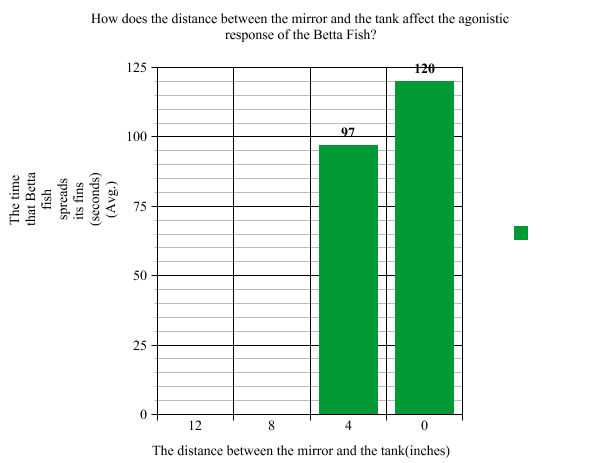 How does the distance between the mirror and the tank affect the agonistic
response of the Betta Fish?
The time
that Betta
fish
spreads
its fins
(seconds)
(Avg.)
125
100
75
50
25
0
97
120
12 8 4 0
The distance between the mirror and the tank(inches)